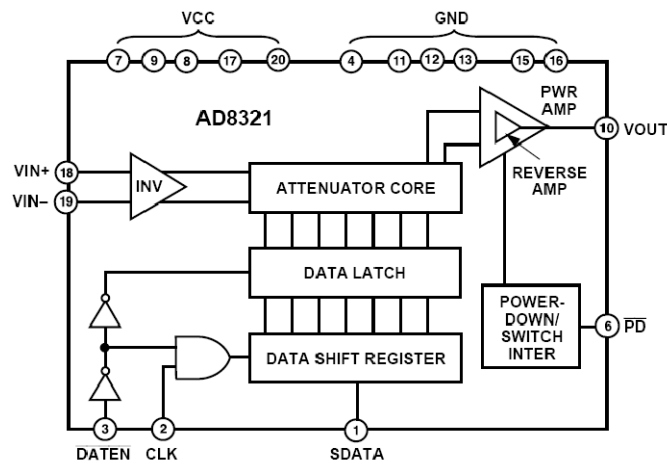 VCC
GND
7
9
8
17
20
4
11
12
13
15
16
AD8321
PWR
AMP
10
VOUT
REVERSE
AMP
VIN+
18
VIN–
19
INV
ATTENUATOR CORE
DATA LATCH
POWER-
DOWN/
SWITCH
INTER
6
PD
DATA SHIFT REGISTER
3
2
1
DATEN
CLK
SDATA